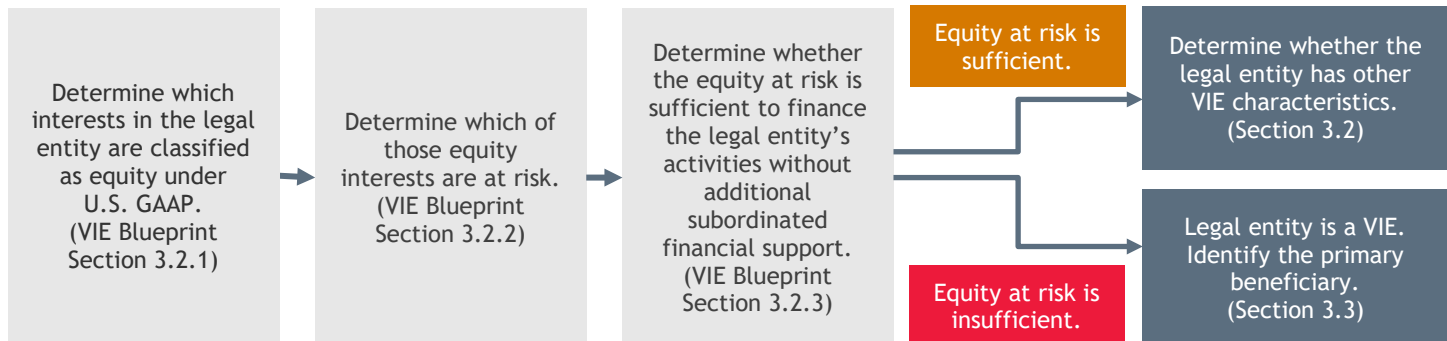 Determine which
interests in the legal
entity are classified
as equity under
U.S. GAAP.
(VIE Blueprint
Section 3.2.1)
Determine which of
those equity
interests are at risk.
(VIE Blueprint
Section 3.2.2)
Determine whether
the equity at risk is
sufficient to finance
the legal entity’s
activities without
additional
subordinated
financial support.
(VIE Blueprint
Section 3.2.3)
Equity at risk is
sufficient.
Determine whether the
legal entity has other
VIE characteristics.
(Section 3.2)
Equity at risk is
insufficient.
Legal entity is a VIE.
Identify the primary
beneficiary.
(Section 3.3)